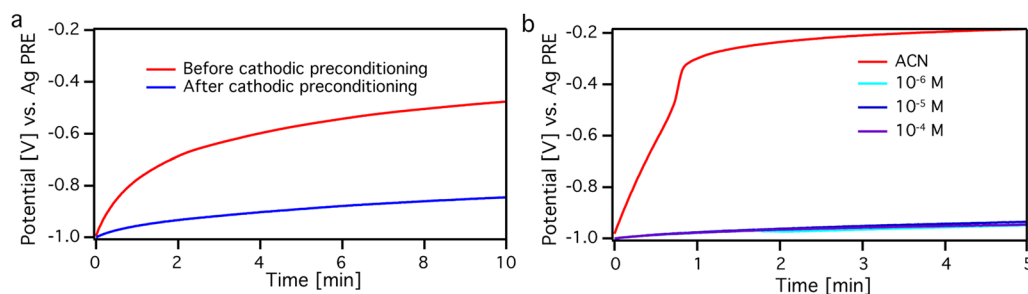 a
Potential [V] vs. Ag PRE
-0.2
-0.4
-0.6
-0.8
-1.0
Before cathodic preconditioning
After cathodic preconditioning
0 2 4 6 8 10
Time [min]
b
Potential [V] vs. Ag PRE
-0.2
-0.4
-0.6
-0.8
-1.0
ACN
10⁻⁶ M
10⁻⁵ M
10⁻⁴ M
0 1 2 3 4 5
Time [min]